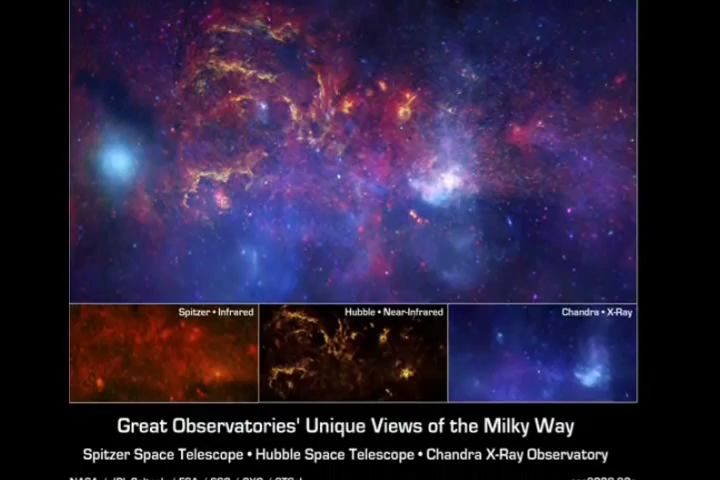 Spitzer • Infrared
Hubble • Near-Infrared
Chandra • X-Ray
Great Observatories' Unique Views of the Milky Way
Spitzer Space Telescope • Hubble Space Telescope • Chandra X-Ray Observatory